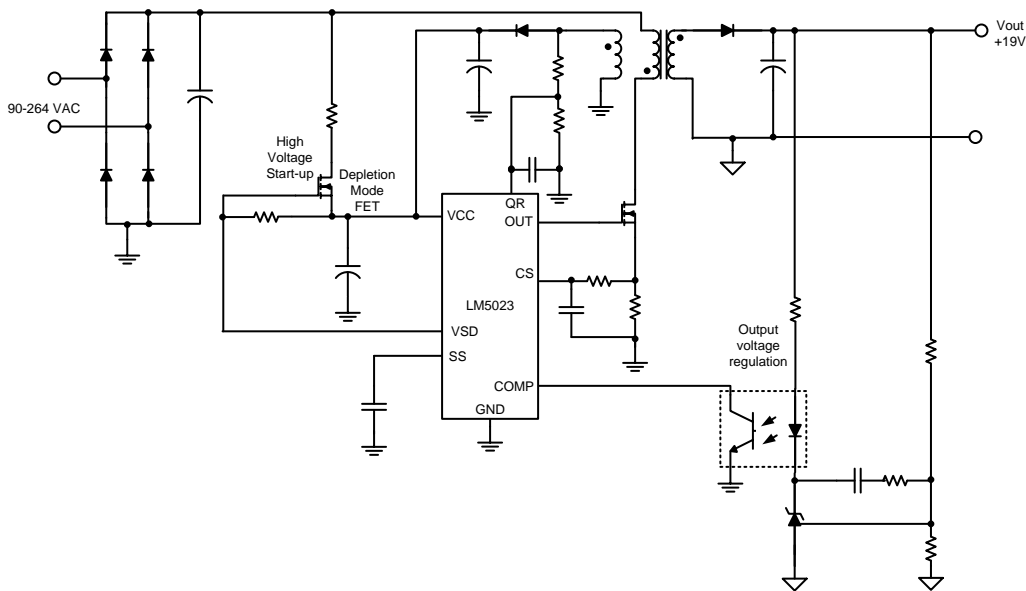 Vout
+19V
90-264 VAC
High
Voltage
Start-up
Depletion
Mode
FET
QR
VCC
OUT
CS
LM5023
VSD
SS
COMP
GND
Output
voltage
regulation